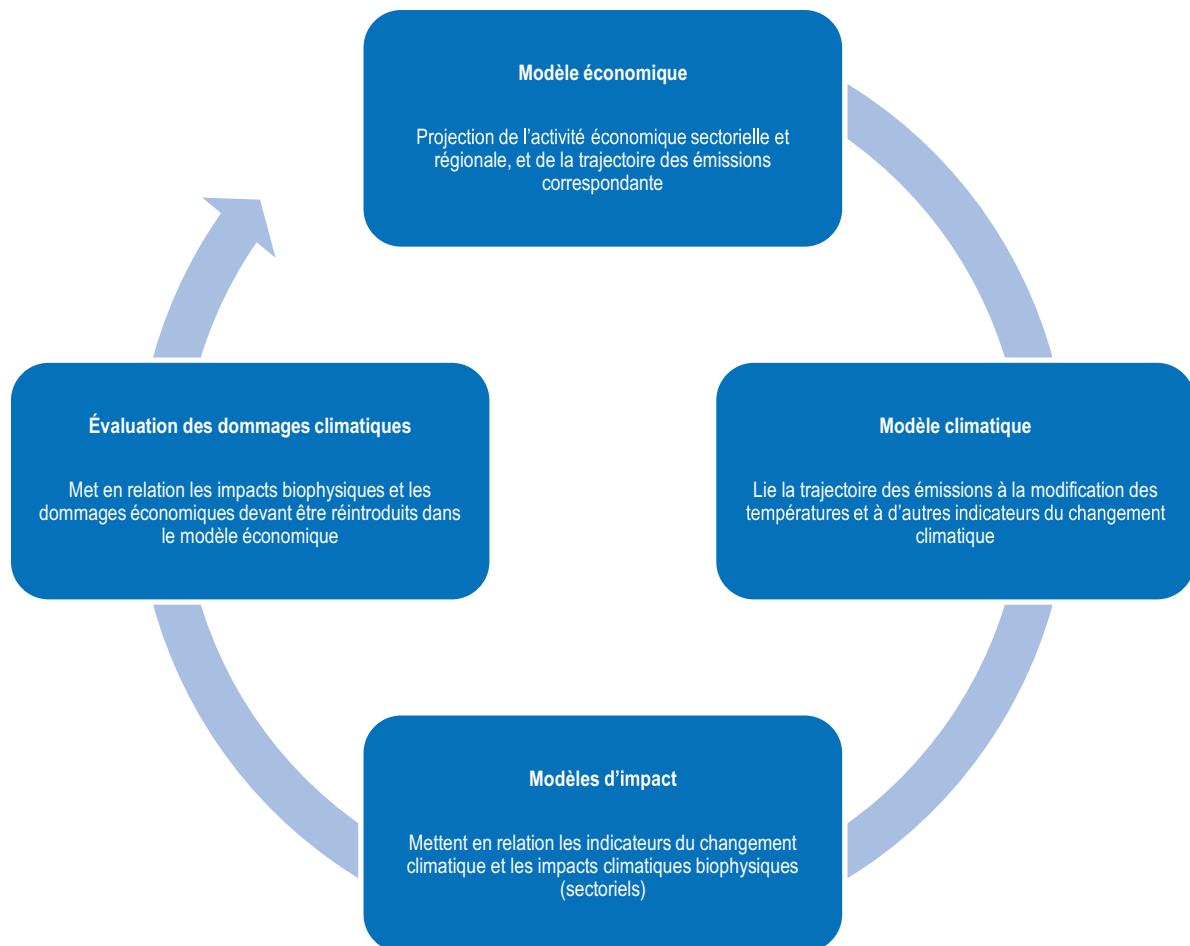 Modèle économique
Projection de l’activité économique sectorielle et
régionale, et de la trajectoire des émissions
correspondante
Évaluation des dommages climatiques
Met en relation les impacts biophysiques et les
dommages économiques devant être réintroduits dans
le modèle économique
Modèle climatique
Lie la trajectoire des émissions à la modification des
températures et à d’autres indicateurs du changement
climatique
Modèles d’impact
Mettent en relation les indicateurs du changement
climatique et les impacts climatiques biophysiques
(sectoriels)